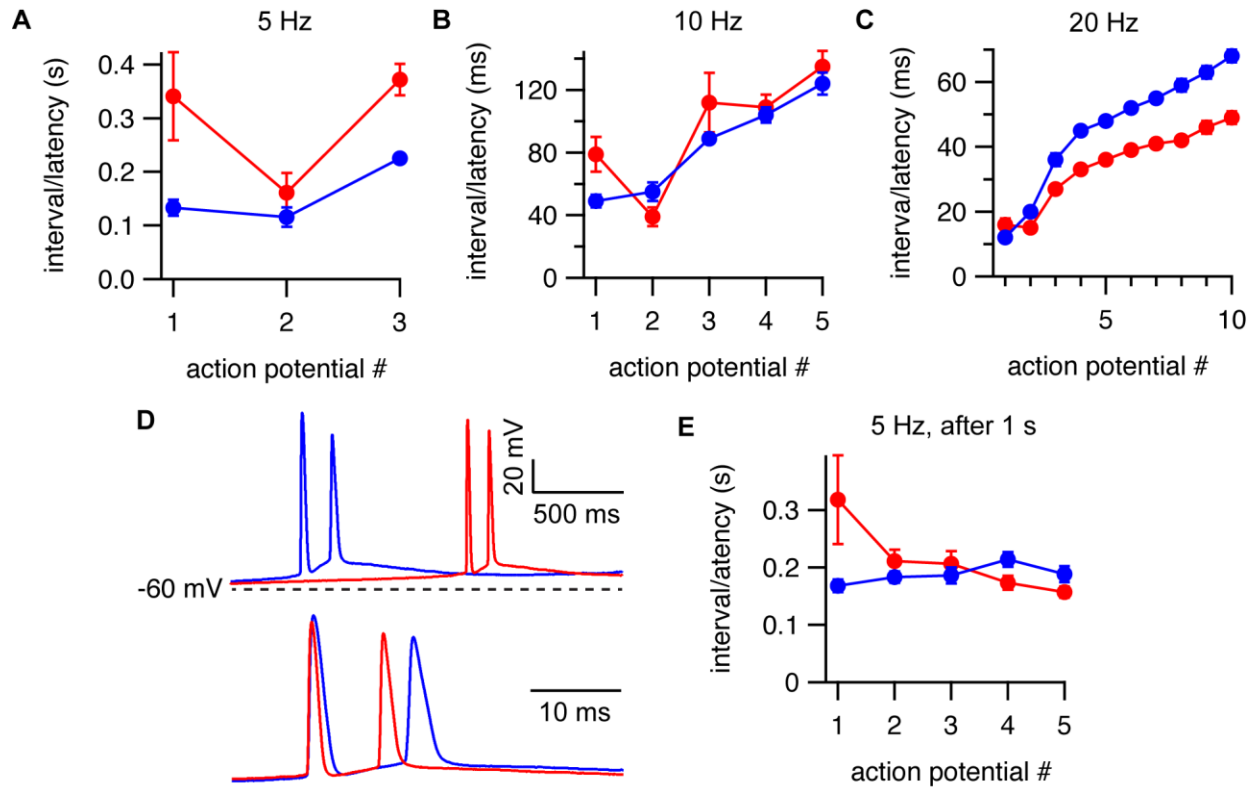 A
5 Hz
interval/latency (s)
0.4
0.3
0.2
0.1
0.0
1 2 3
action potential #
B
10 Hz
interval/latency (ms)
120
80
40
0
1 2 3 4 5
action potential #
C
20 Hz
interval/latency (ms)
60
40
20
0
5 10
action potential #
D
20 mV
500 ms
-60 mV
10 ms
E
5 Hz, after 1 s
interval/atency (s)
0.3
0.2
0.1
0
1 2 3 4 5
action potential #